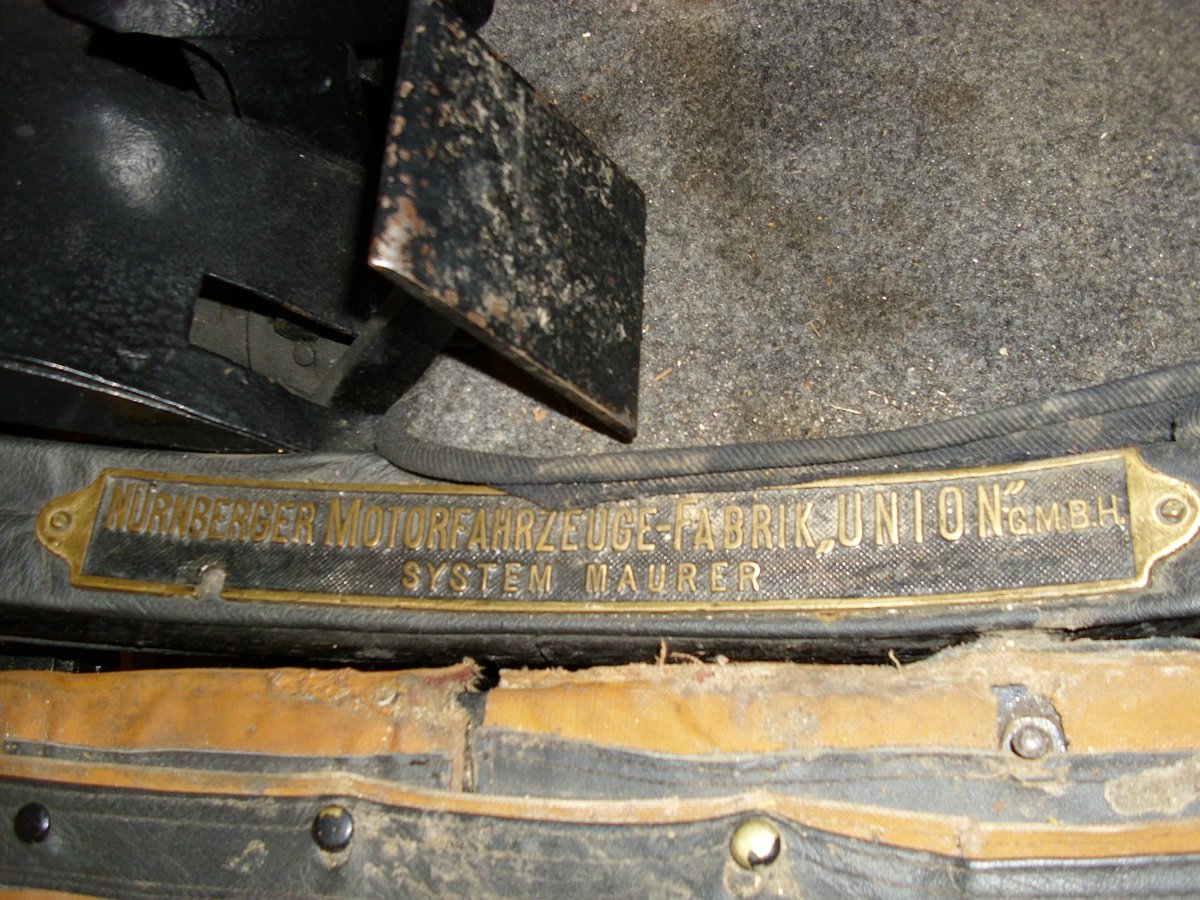 NÜRNBERGER MOTORFAHRZEUGE-FABRIK „UNION“ G.M.B.H.
SYSTEM MAURER